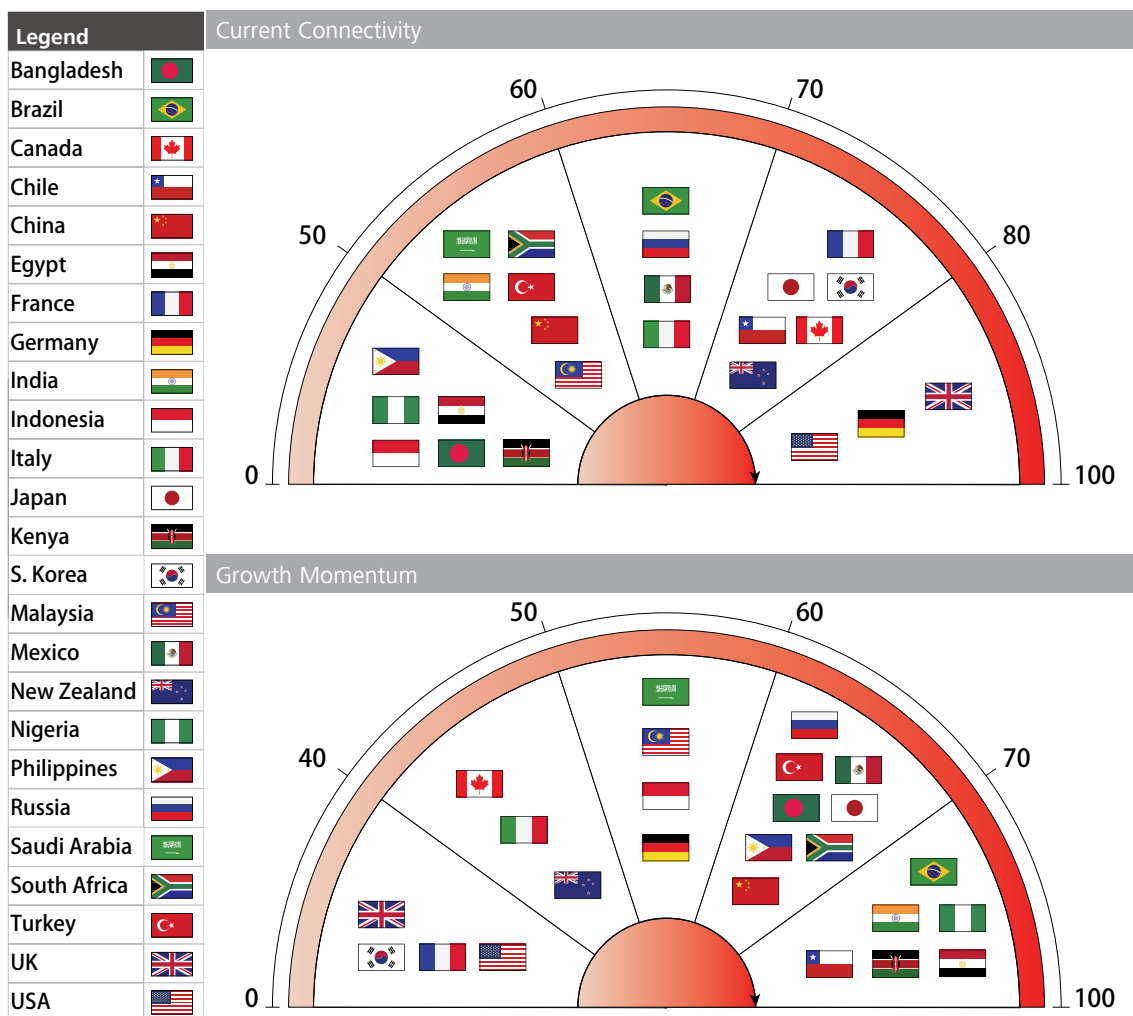 Legend
Bangladesh
Brazil
Canada
Chile
China
Egypt
France
Germany
India
Indonesia
Italy
Japan
Kenya
S. Korea
Malaysia
Mexico
New Zealand
Nigeria
Philippines
Russia
Saudi Arabia
South Africa
Turkey
UK
USA
Current Connectivity
60
70
50
80
0
100
Growth Momentum
50
60
40
70
0
100